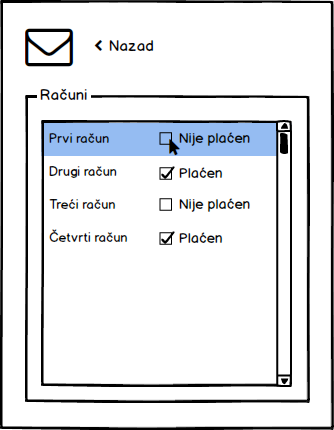 Nazad
Računi
Prvi račun Nije plaćen
Drugi račun Plaćen
Treći račun Nije plaćen
Četvrti račun Plaćen